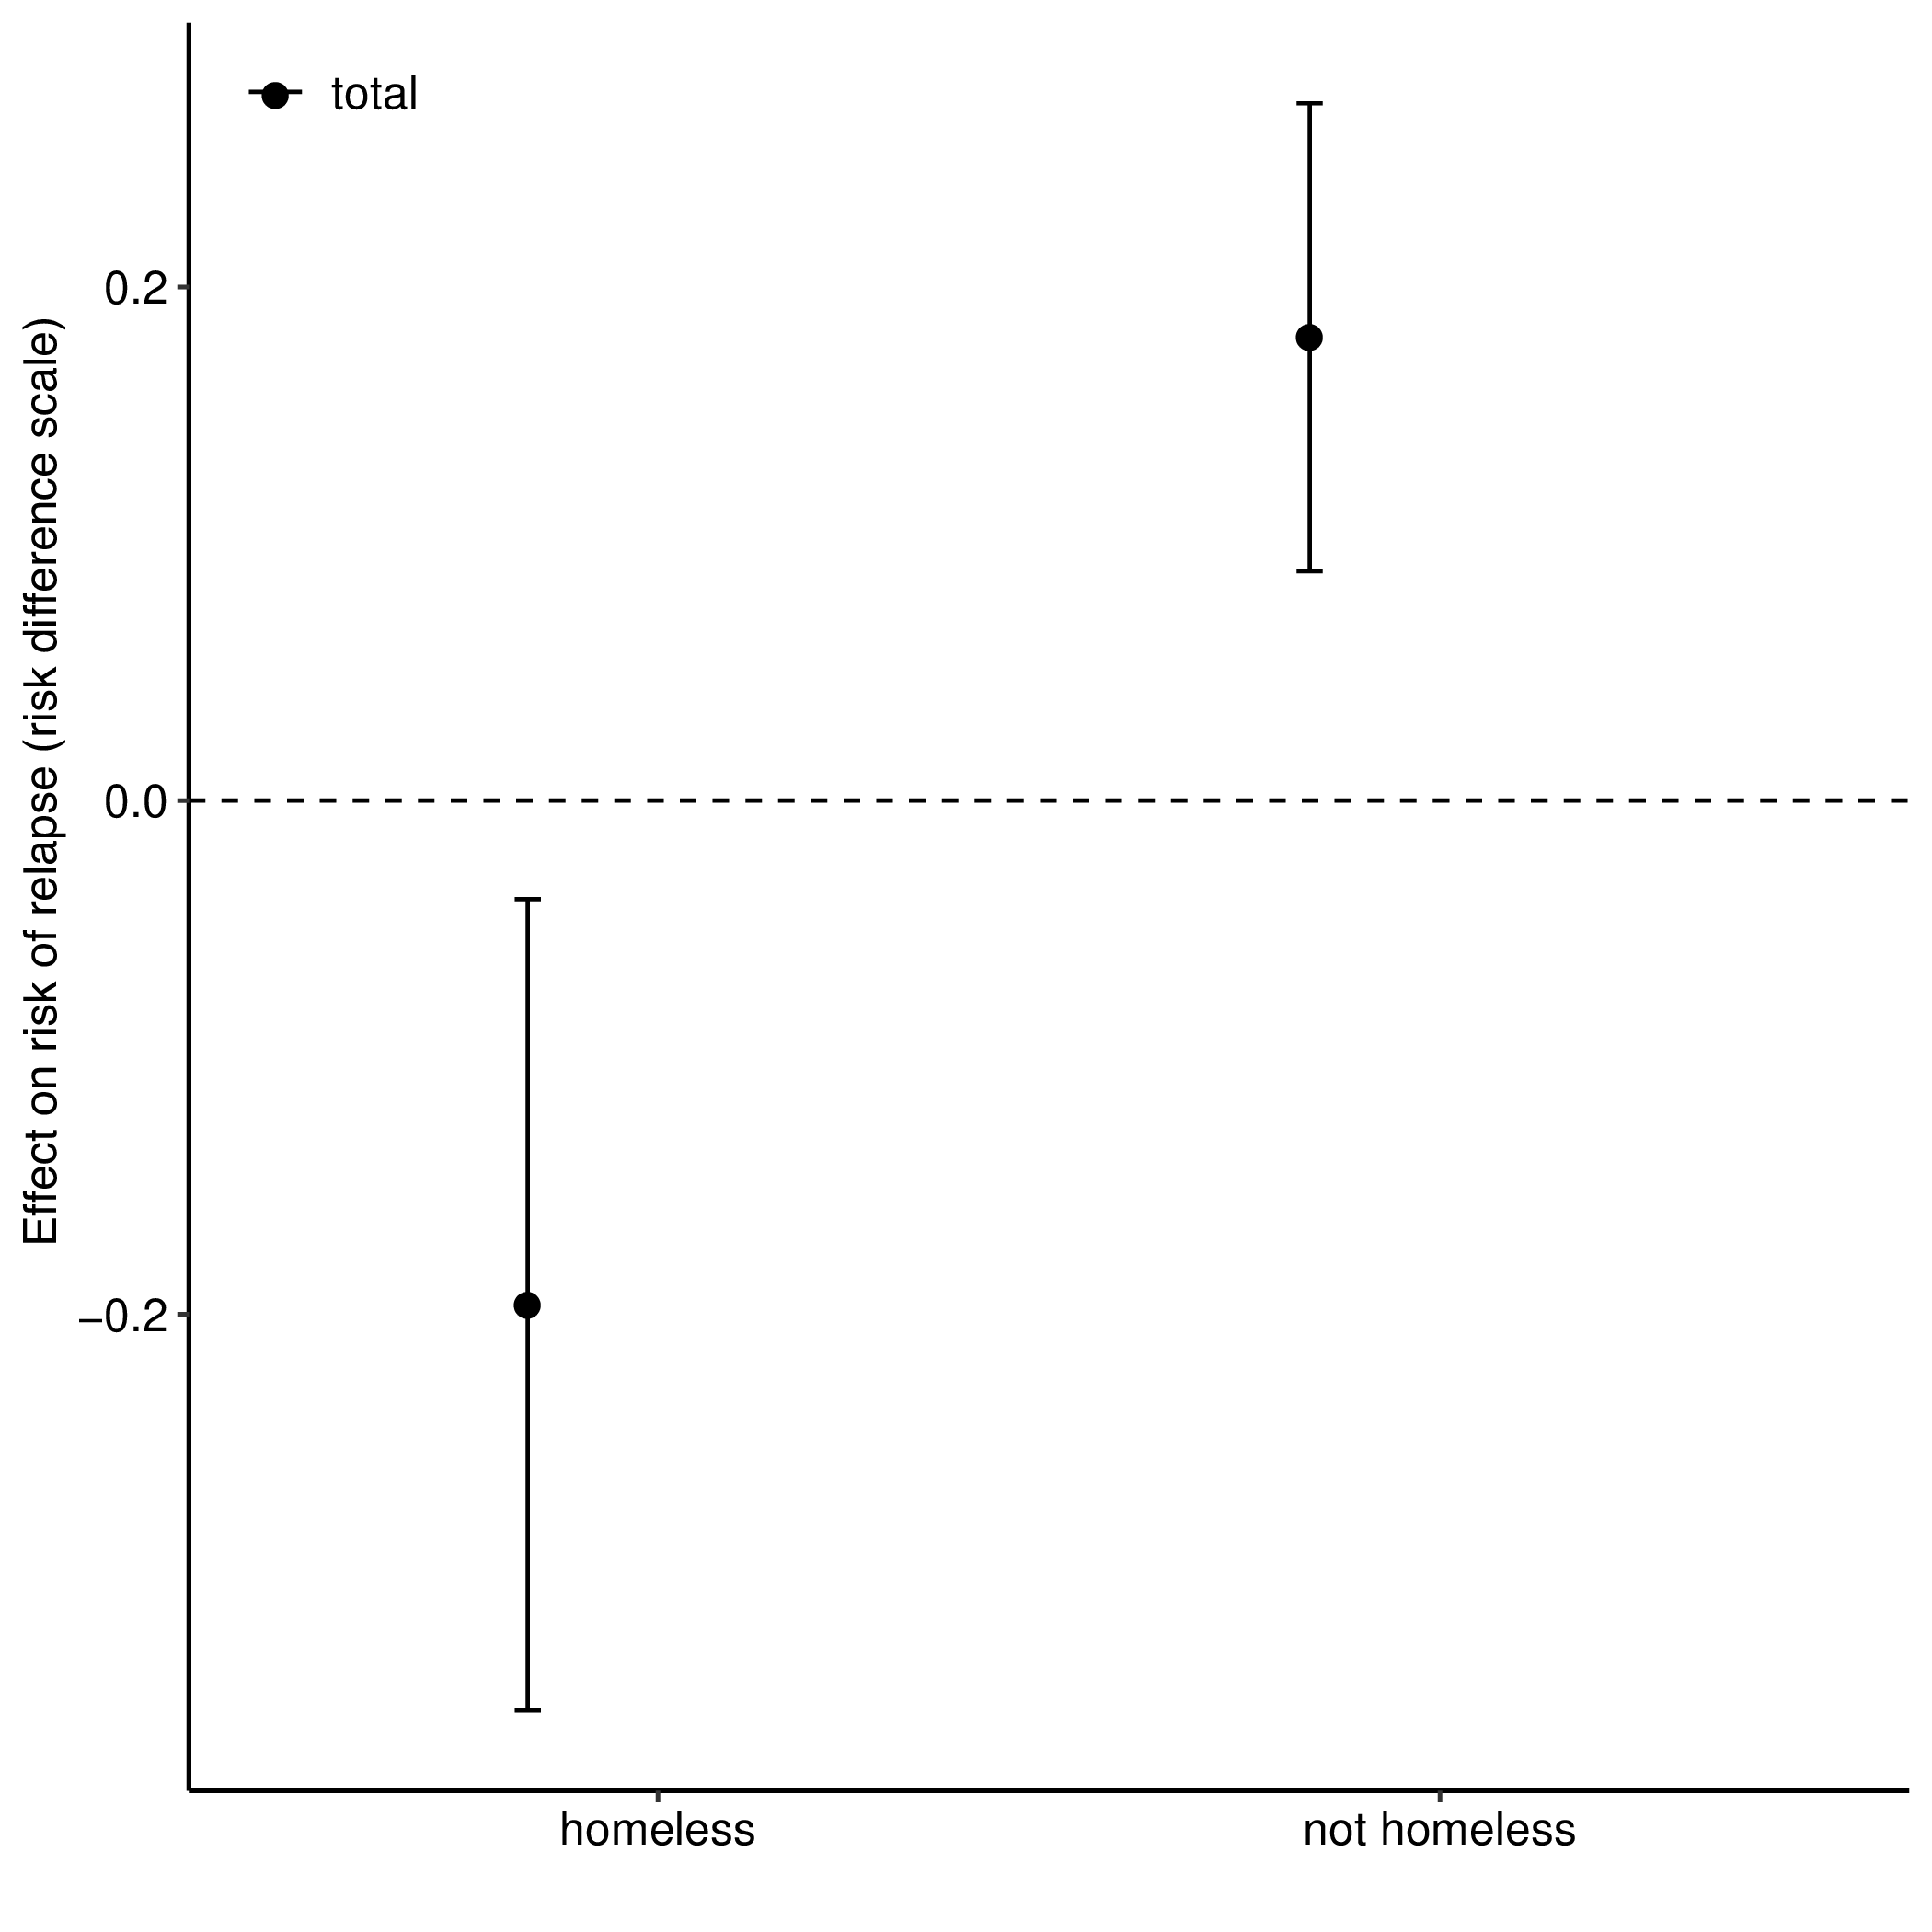 total
Effect on risk of relapse (risk difference scale)
0.2
0.0
−0.2
homeless
not homeless